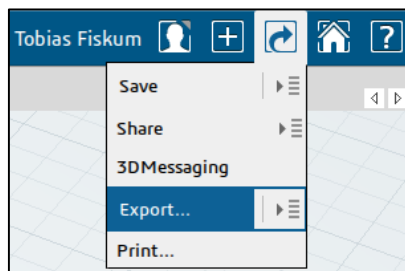 Tobias Fiskum
Save
Share
3DMessaging
Export...
Print...